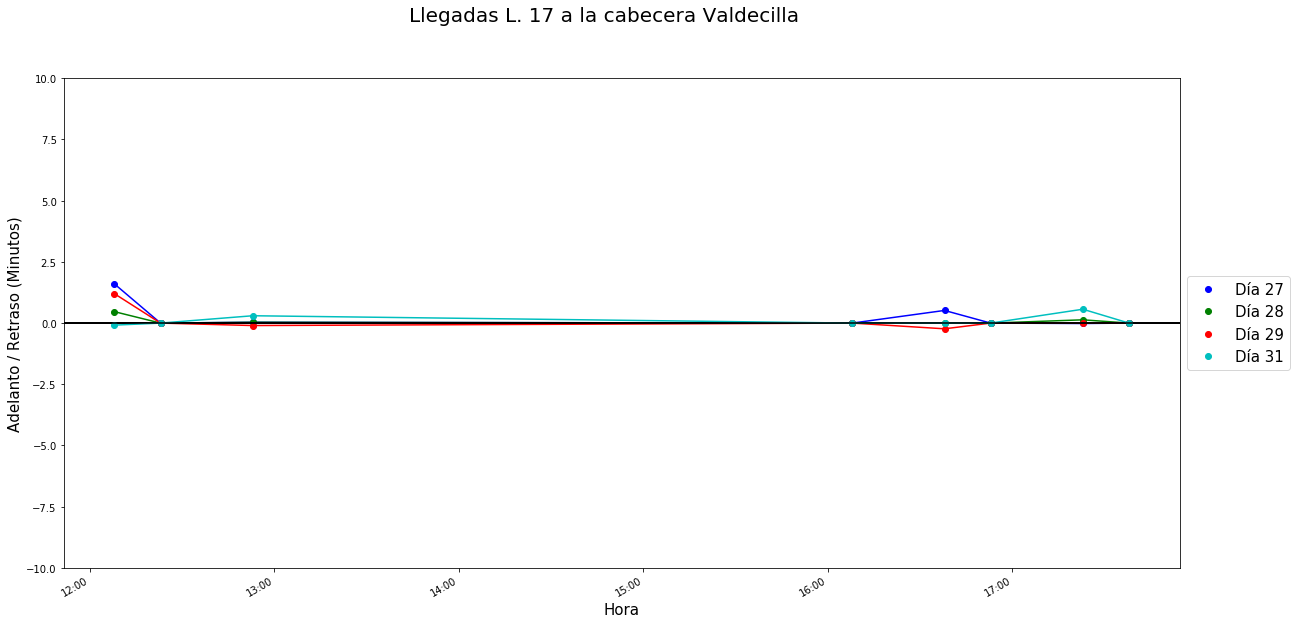 Llegadas L. 17 a la cabecera Valdecilla
Adelanto / Retraso (Minutos)
10.0
7.5
5.0
2.5
0.0
−2.5
−5.0
−7.5
−10.0
12:00
13:00
14:00
15:00
16:00
17:00
Hora
Día 27
Día 28
Día 29
Día 31